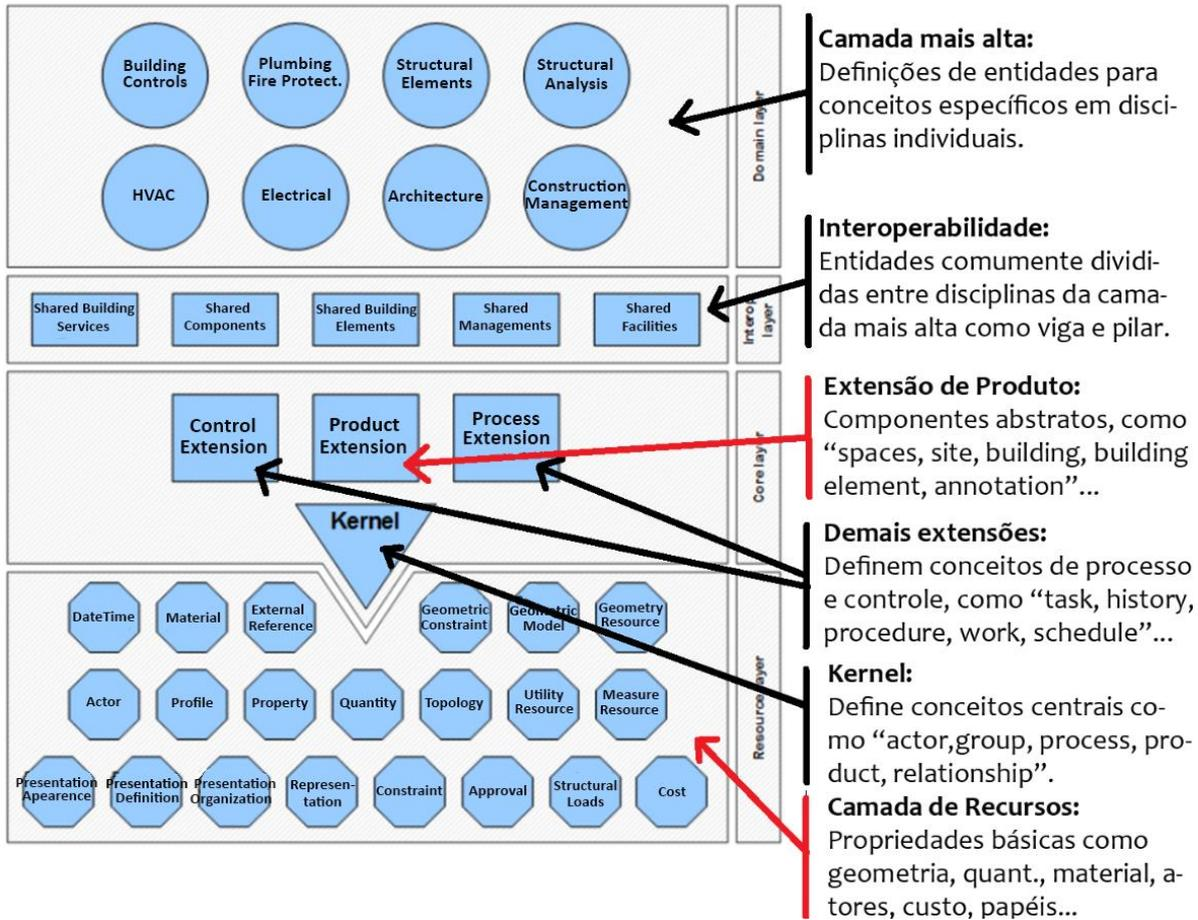 Building
Controls
Plumbing
Fire Protect.
Structural
Elements
Structural
Analysis
HVAC
Electrical
Architecture
Construction
Management
Domain layer
Shared Building
Services
Shared
Components
Shared Building
Elements
Shared
Managements
Shared
Facilities
Interop
layer
Control
Extension
Product
Extension
Process
Extension
Kernel
Core layer
DateTime
Material
External
Reference
Geometric
Constraint
Geometric
Model
Geometry
Resource
Actor
Profile
Property
Quantity
Topology
Utility
Resource
Measure
Resource
Presentation
Apearence
Presentation
Definition
Presentation
Organization
Represen-
tation
Constraint
Approval
Structural
Loads
Cost
Resource layer
Camada mais alta:
Definições de entidades para
conceitos específicos em disci-
plinas individuais.
Interoperabilidade:
Entidades comumente dividi-
das entre disciplinas da cama-
da mais alta como viga e pilar.
Extensão de Produto:
Componentes abstratos, como
“spaces, site, building, building
element, annotation”...
Demais extensões:
Definem conceitos de processo
e controle, como “task, history,
procedure, work, schedule”...
Kernel:
Define conceitos centrais co-
mo “actor,group, process, pro-
duct, relationship”.
Camada de Recursos:
Propriedades básicas como
geometria, quant., material, a-
tores, custo, papéis...